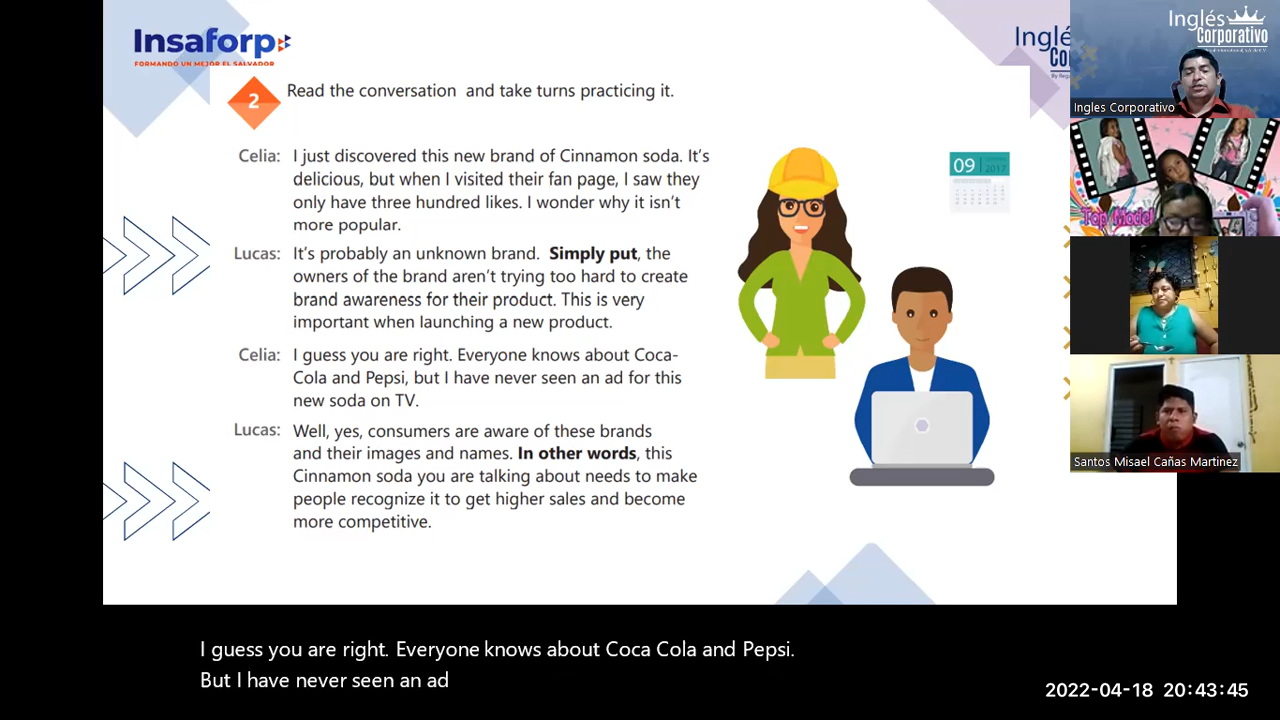 Insaforp
FORMANDO UN MEJOR EL SALVADOR
2
Read the conversation and take turns practicing it.
Celia: I just discovered this new brand of Cinnamon soda. It's
delicious, but when I visited their fan page, I saw they
only have three hundred likes. I wonder why it isn't
more popular.
Lucas: It's probably an unknown brand. Simply put, the
owners of the brand aren't trying too hard to create
brand awareness for their product. This is very
important when launching a new product.
Celia: I guess you are right. Everyone knows about Coca-
Cola and Pepsi, but I have never seen an ad for this
new soda on TV.
Lucas: Well, yes, consumers are aware of these brands
and their images and names. In other words, this
Cinnamon soda you are talking about needs to make
people recognize it to get higher sales and become
more competitive.
09
2017
Inglés
Corporativo
Ingles Corporativo
Top Model
Santos Misael Cañas Martinez
I guess you are right. Everyone knows about Coca Cola and Pepsi.
But I have never seen an ad
2022-04-18 20:43:45